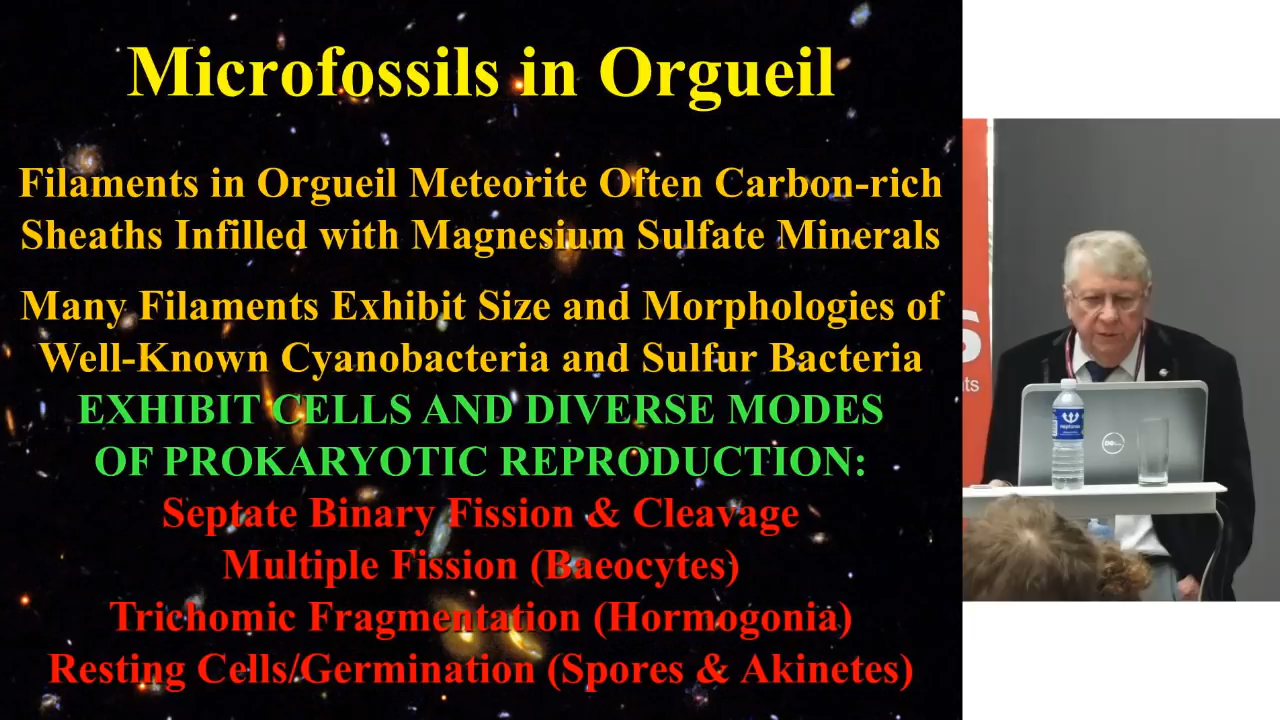 Microfossils in Orgueil
Filaments in Orgueil Meteorite Often Carbon-rich
Sheaths Infilled with Magnesium Sulfate Minerals
Many Filaments Exhibit Size and Morphologies of
Well-Known Cyanobacteria and Sulfur Bacteria
EXHIBIT CELLS AND DIVERSE MODES
OF PROKARYOTIC REPRODUCTION:
Septate Binary Fission & Cleavage
Multiple Fission (Baeocytes)
Trichomic Fragmentation (Hormogonia)
Resting Cells/Germination (Spores & Akinetes)
S
nts
DELL